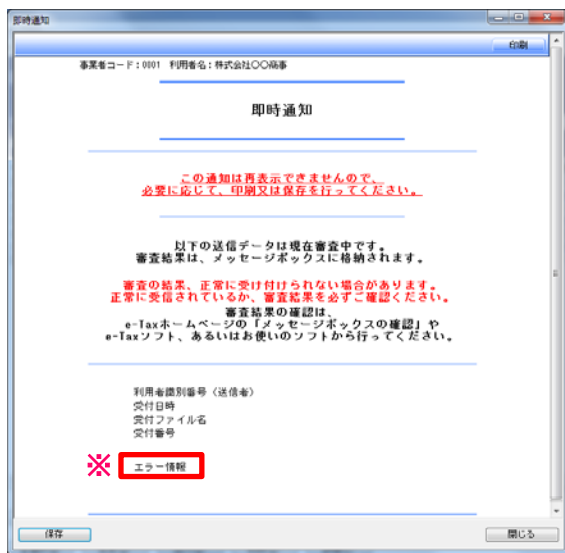 即時通知
印刷
事業者コード:0001 利用者名:株式会社〇〇商事
即時通知
この通知は再表示できませんので、
必要に応じて、印刷又は保存を行ってください。
以下の送信データは現在審査中です。
審査結果は、メッセージボックスに格納されます。
審査の結果、正常に受け付けられない場合があります。
正常に受信されているか、審査結果を必ずご確認ください。
審査結果の確認は、
e-Taxホームページの「メッセージボックスの確認」や
e-Taxソフト、あるいはお使いのソフトから行ってください。
利用者識別番号(送信者)
受付日時
受付ファイル名
受付番号
※ エラー情報
保存
閉じる